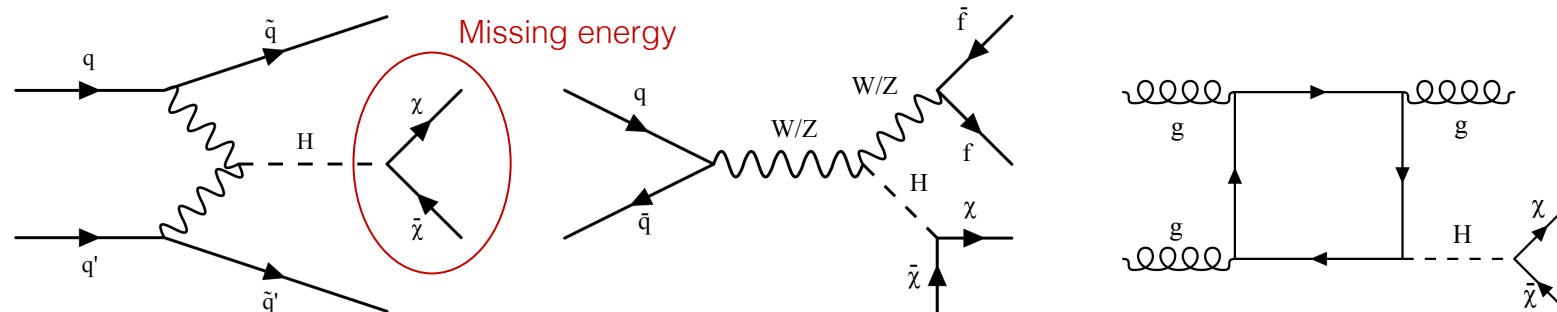 Missing energy
q
q̃
H
χ
χ̄
q'
q̃'
q
q̄
W/Z
W/Z
f̄
f
H
χ
χ̄
g
g
g
H
χ
χ̄